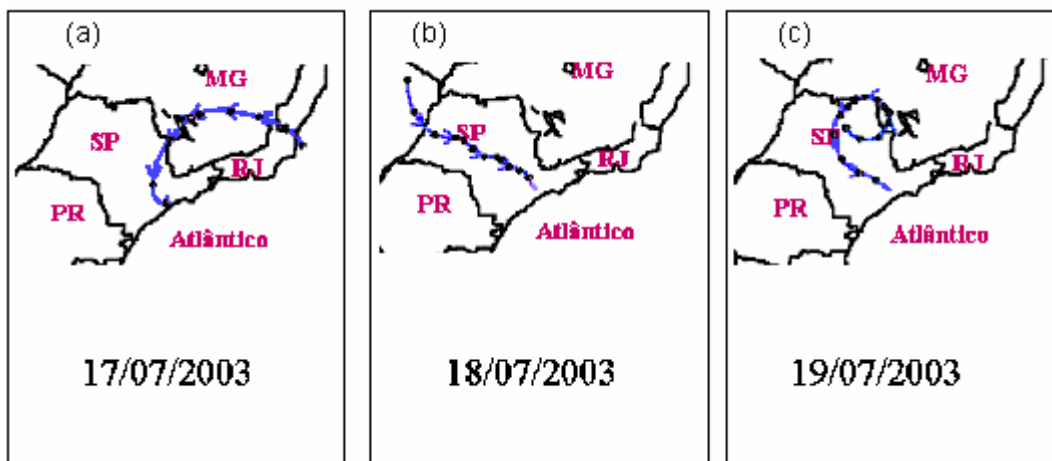 (a)
MG
SP
RJ
PR
Atlântico
17/07/2003
(b)
MG
SP
RJ
PR
Atlântico
18/07/2003
(c)
MG
SP
RJ
PR
Atlântico
19/07/2003